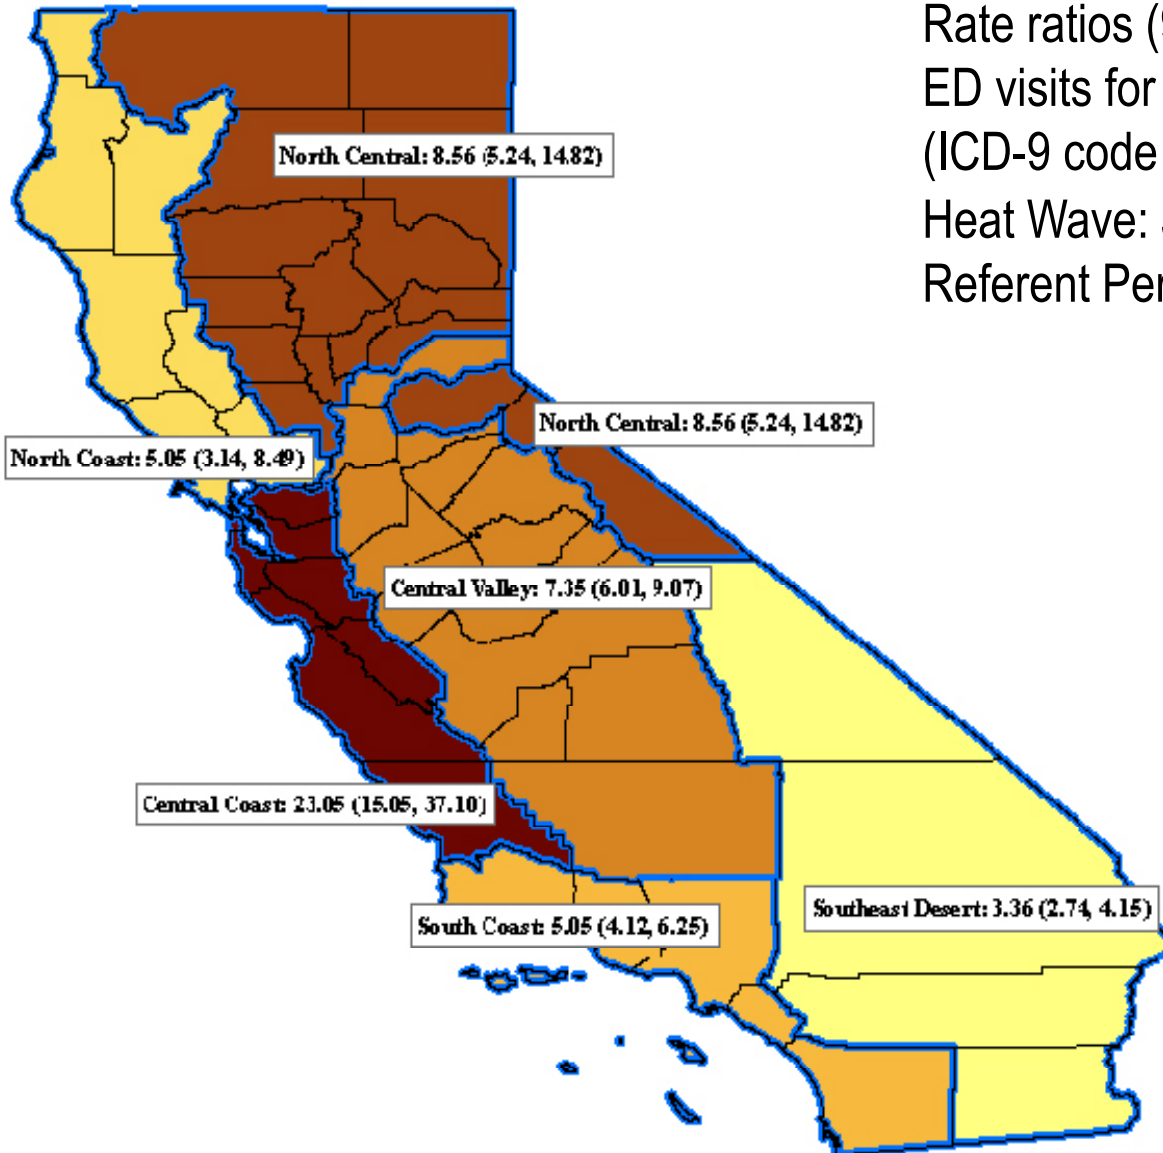 Rate ratios (
ED visits for
(ICD-9 code
Heat Wave:
Referent Per
North Central: 8.56 (5.24, 14.82)
North Central: 8.56 (5.24, 14.82)
North Coast: 5.05 (3.14, 8.49)
Central Valley: 7.35 (6.01, 9.07)
Central Coast: 23.05 (15.05, 37.10)
Southeast Desert: 3.36 (2.74, 4.15)
South Coast: 5.05 (4.12, 6.25)